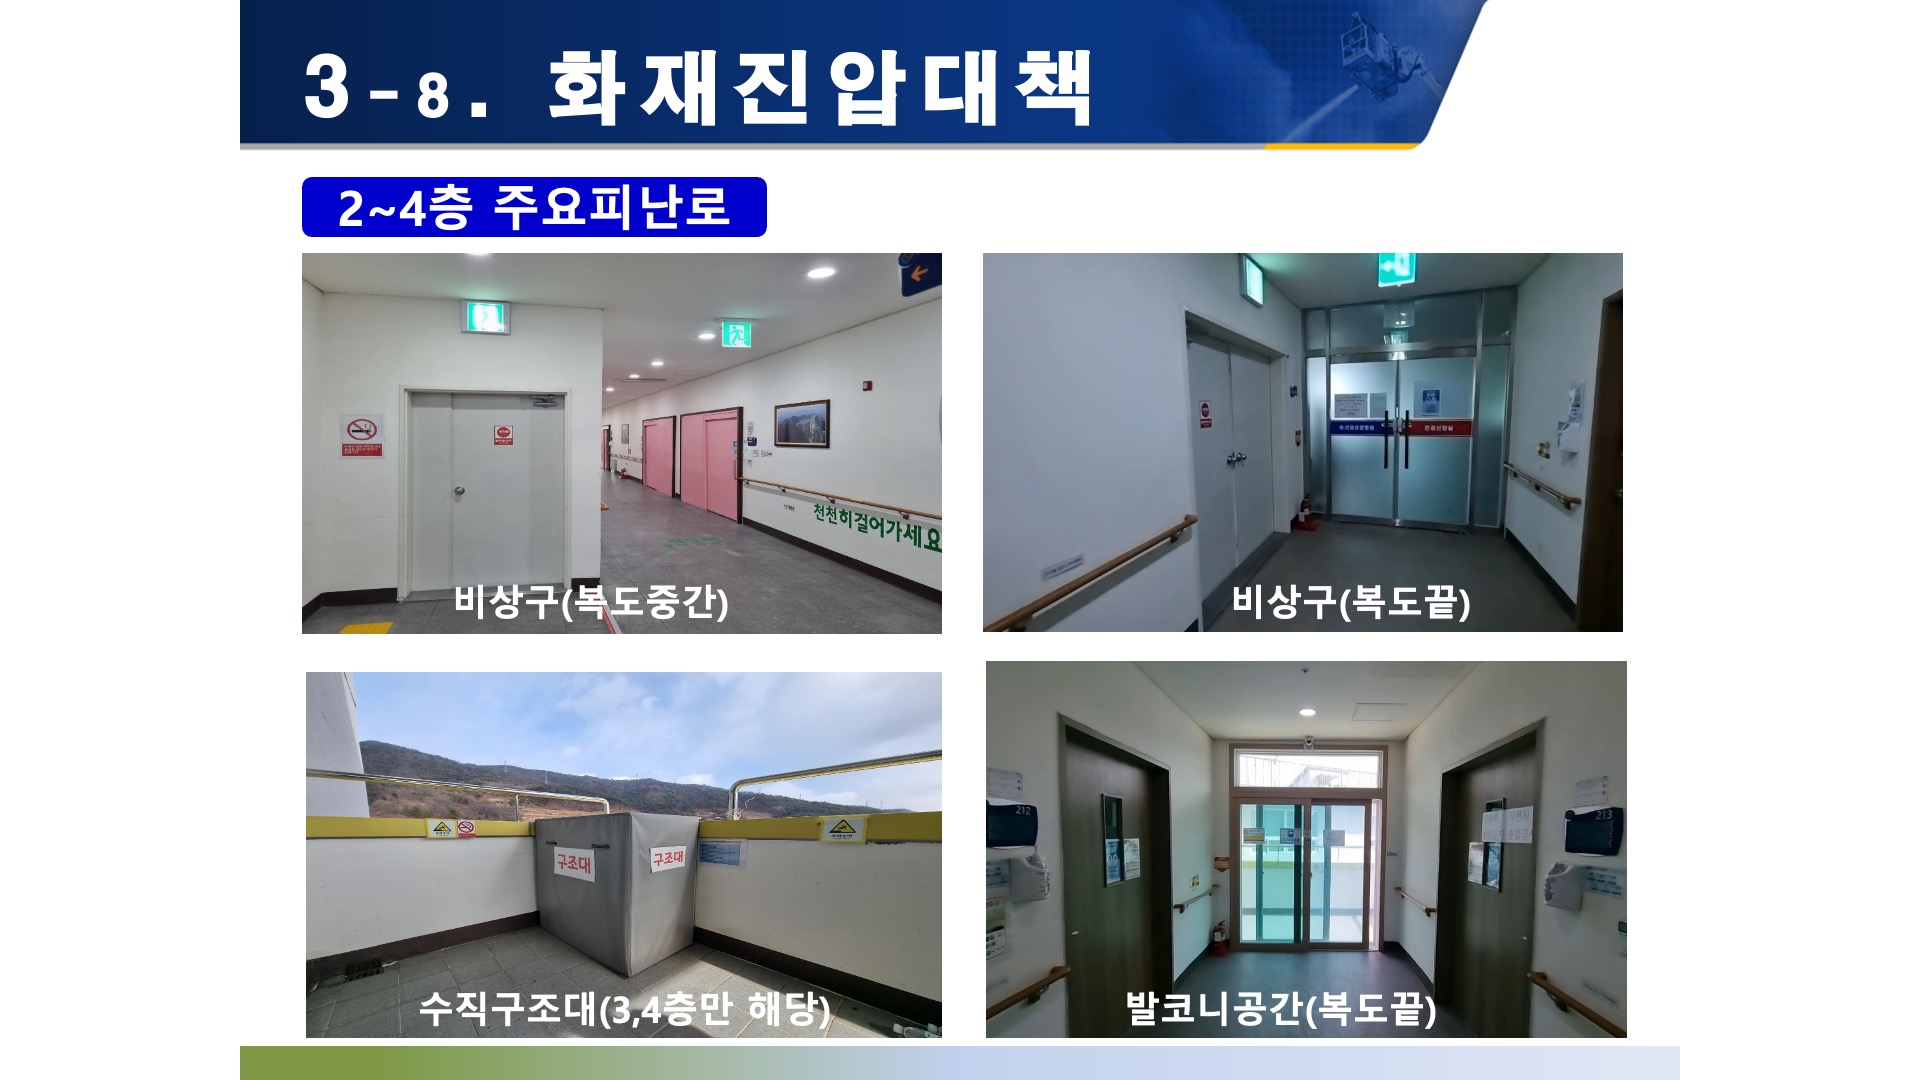 3-8. 화재진압대책
2~4층 주요피난로
천천히걸어가세요
비상구(복도중간)
비상구(복도끝)
구조대
구조대
수직구조대(3,4층만 해당)
212
213
발코니공간(복도끝)